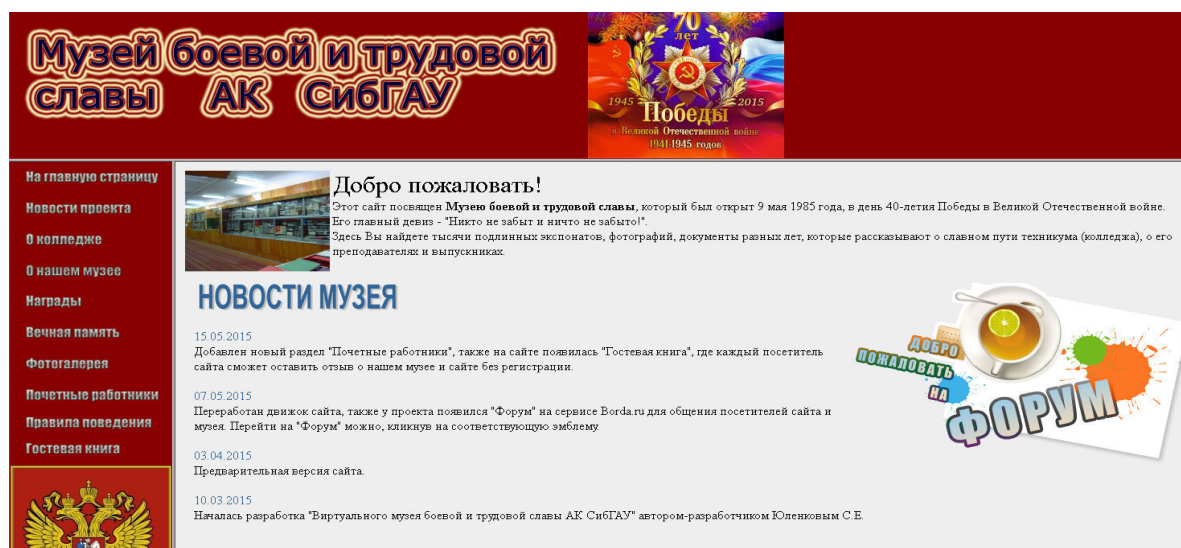 Музей боевой и трудовой
славы АК СибГАУ
70
лет
1945 2015
Победы
в Великой Отечественной войне
1941-1945 годов
На главную страницу
Новости проекта
О колледже
О нашем музее
Награды
Вечная память
Фотогалерея
Почетные работники
Правила поведения
Гостевая книга
Добро пожаловать!
Этот сайт посвящен Музею боевой и трудовой славы, который был открыт 9 мая 1985 года, в день 40-летия Победы в Великой Отечественной войне.
Его главный девиз - "Никто не забыт и ничто не забыто!".
Здесь Вы найдете тысячи подлинных экспонатов, фотографий, документы разных лет, которые рассказывают о славном пути техникума (колледжа), о его
преподавателях и выпускниках.
НОВОСТИ МУЗЕЯ
15.05.2015
Добавлен новый раздел "Почетные работники", также на сайте появилась "Гостевая книга", где каждый посетитель
сайта сможет оставить отзыв о нашем музее и сайте без регистрации.
07.05.2015
Переработан движок сайта, также у проекта появился "Форум" на сервисе Borda.ru для общения посетителей сайта и
музея. Перейти на "Форум" можно, кликнув на соответствующую эмблему.
03.04.2015
Предварительная версия сайта.
10.03.2015
Началась разработка "Виртуального музея боевой и трудовой славы АК СибГАУ" автором-разработчиком Юленковым С.Е.
ДОБРО
ПОЖАЛОВАТЬ
НА
ФОРУМ